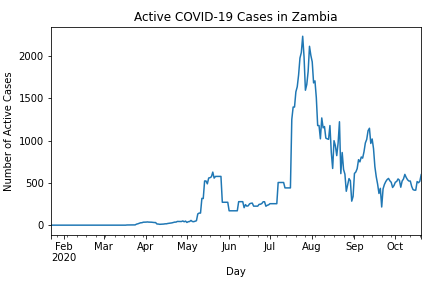 Active COVID-19 Cases in Zambia
Number of Active Cases
2000
1500
1000
500
0
Feb Mar Apr May Jun Jul Aug Sep Oct
2020
Day